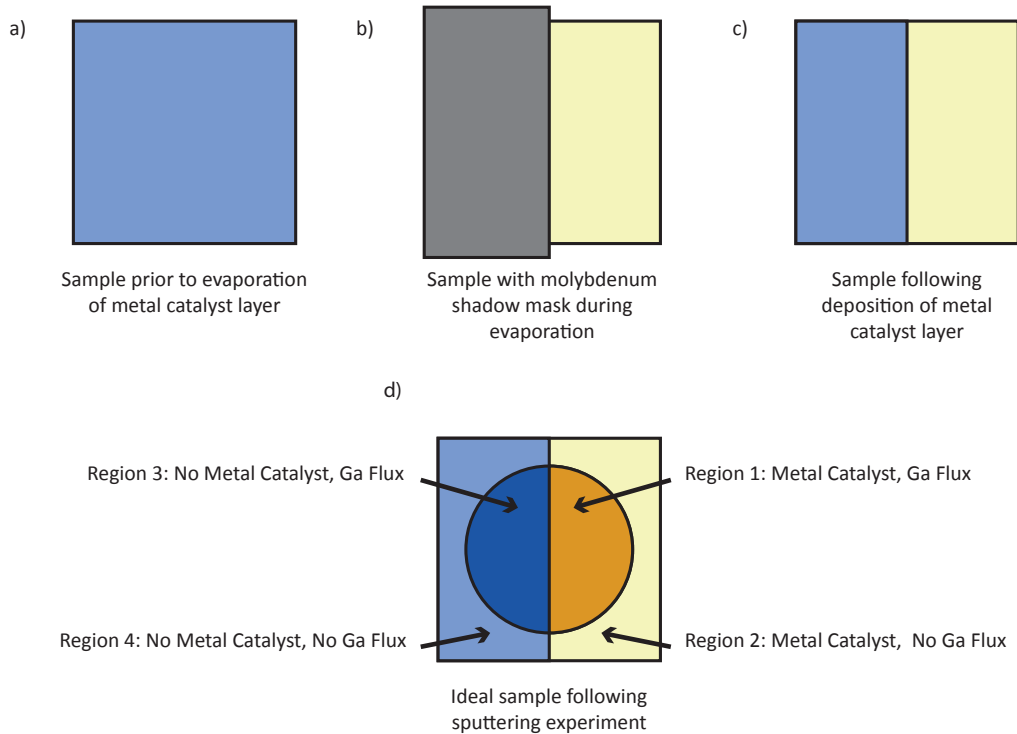 a)
b)
c)
Sample prior to evaporation
of metal catalyst layer
Sample with molybdenum
shadow mask during
evaporation
Sample following
deposition of metal
catalyst layer
d)
Region 3: No Metal Catalyst, Ga Flux
Region 1: Metal Catalyst, Ga Flux
Region 4: No Metal Catalyst, No Ga Flux
Region 2: Metal Catalyst,  No Ga Flux
Ideal sample following
sputtering experiment